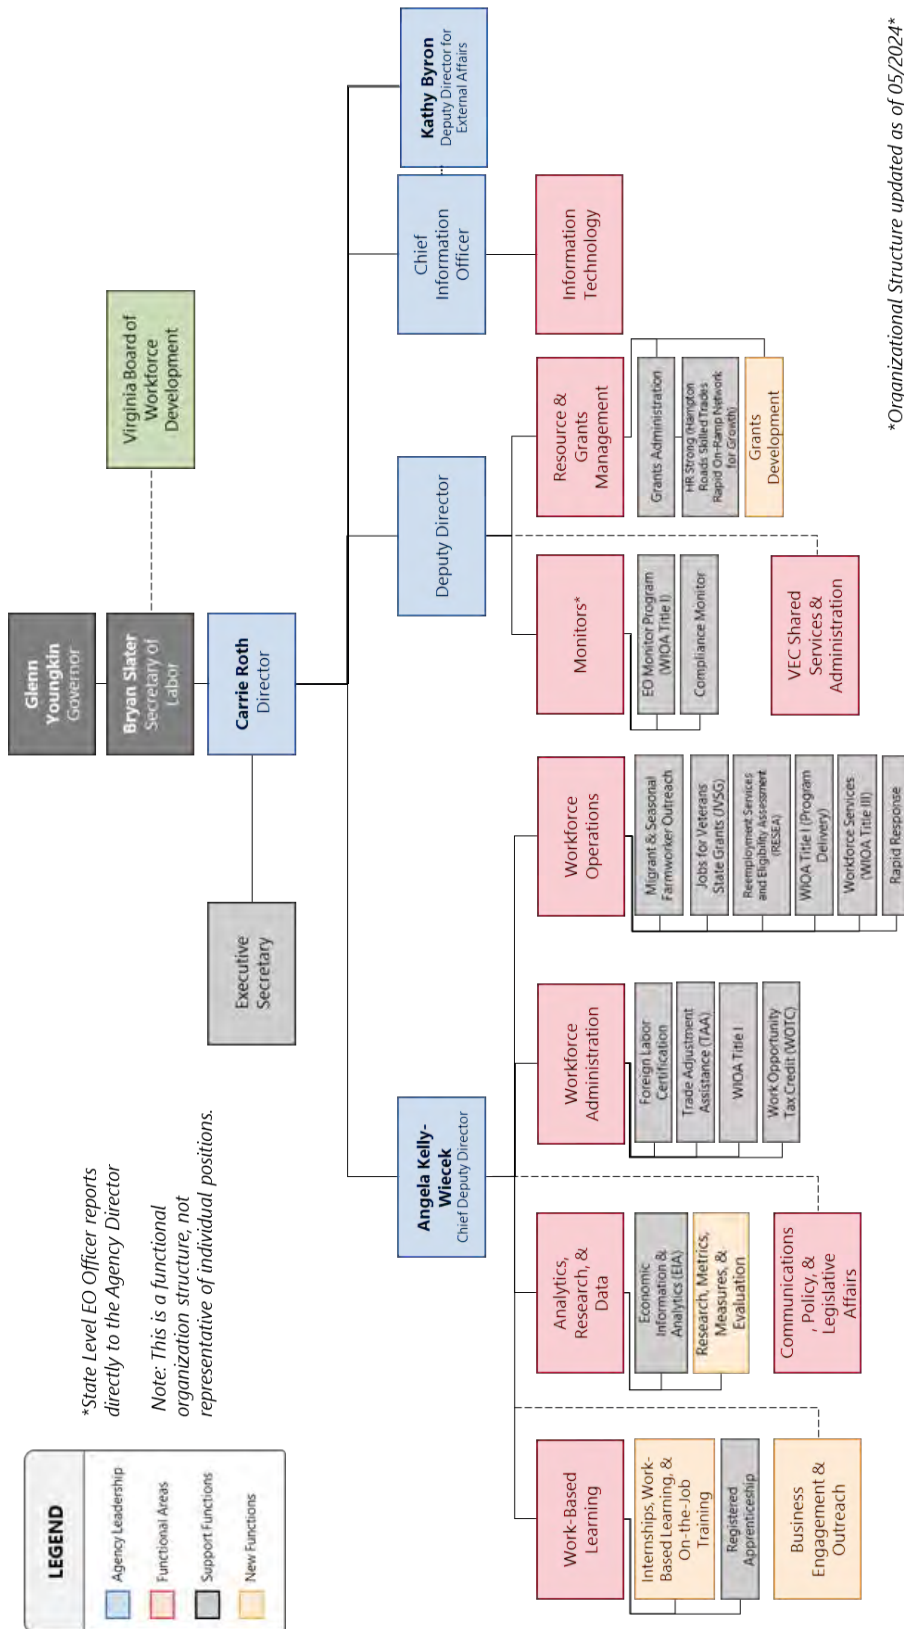 LEGEND
Agency Leadership
Functional Areas
Support Functions
New Functions
*State Level EO Officer reports
directly to the Agency Director
Note: This is a functional
organization structure, not
representative of individual positions.
Glenn
Youngkin
Governor
Bryan Slater
Secretary of
Labor
Virginia Board of
Workforce
Development
Carrie Roth
Director
Executive
Secretary
Angela Kelly-
Wiecek
Chief Deputy Director
Deputy Director
Chief
Information
Officer
Kathy Byron
Deputy Director for
External Affairs
Work-Based
Learning
Internships, Work-
Based Learning, &
On-the-Job
Training
Registered
Apprenticeship
Business
Engagement &
Outreach
Analytics,
Research, &
Data
Economic
Information &
Analytics (EIA)
Research, Metrics,
Measures, &
Evaluation
Communications
, Policy, &
Legislative
Affairs
Workforce
Administration
Foreign Labor
Certification
Trade Adjustment
Assistance (TAA)
WIOA Title I
Work Opportunity
Tax Credit (WOTC)
Workforce
Operations
Migrant & Seasonal
Farmworker Outreach
Jobs for Veterans
State Grants (JVSG)
Reemployment Services
and Eligibility Assessment
(RESEA)
WIOA Title I (Program
Delivery)
Workforce Services
(WIOA Title III)
Rapid Response
Monitors*
EO Monitor Program
(WIOA Title I)
Compliance Monitor
VEC Shared
Services &
Administration
Resource &
Grants
Management
Grants Administration
HR Strong (Hampton
Roads Skilled Trades
Rapid On-Ramp Network
for Growth)
Grants
Development
Information
Technology
*Organizational Structure updated as of 05/2024*